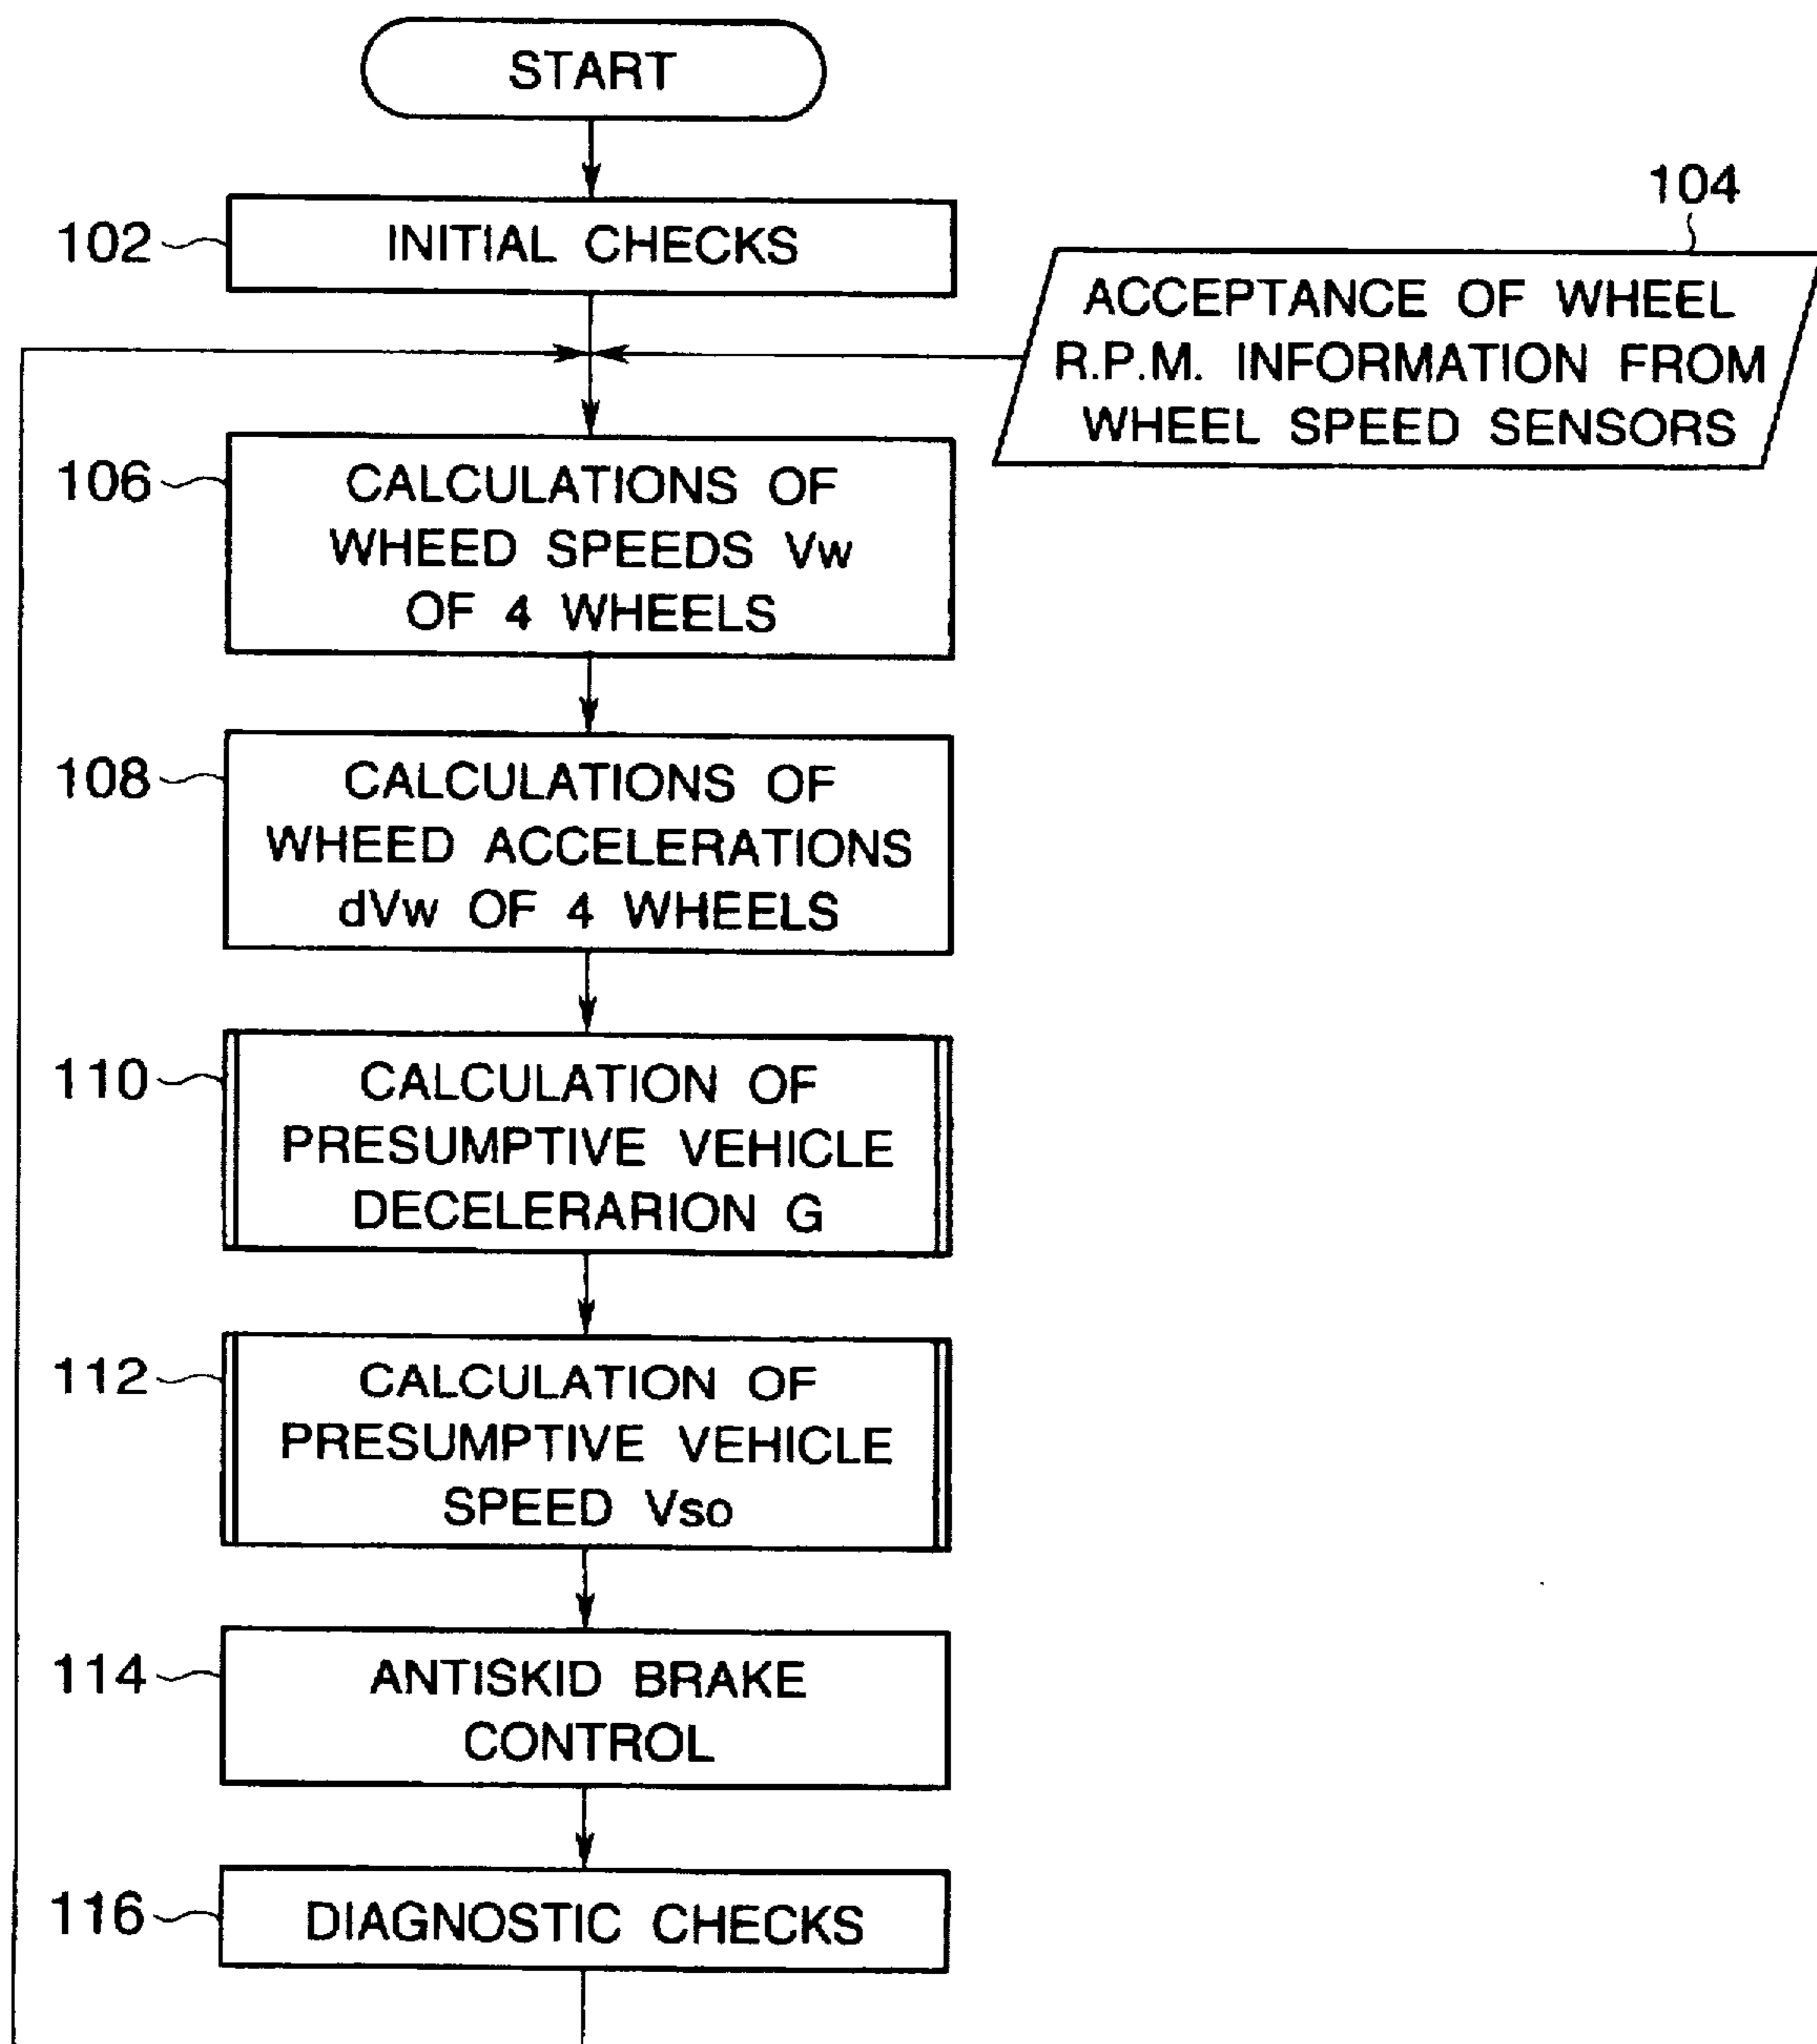 START
102
INITIAL CHECKS
104
ACCEPTANCE OF WHEEL
R.P.M. INFORMATION FROM
WHEEL SPEED SENSORS
106
CALCULATIONS OF
WHEED SPEEDS Vw
OF 4 WHEELS
108
CALCULATIONS OF
WHEED ACCELERATIONS
dVw OF 4 WHEELS
110
CALCULATION OF
PRESUMPTIVE VEHICLE
DECELERARION G
112
CALCULATION OF
PRESUMPTIVE VEHICLE
SPEED Vso
114
ANTISKID BRAKE
CONTROL
116
DIAGNOSTIC CHECKS